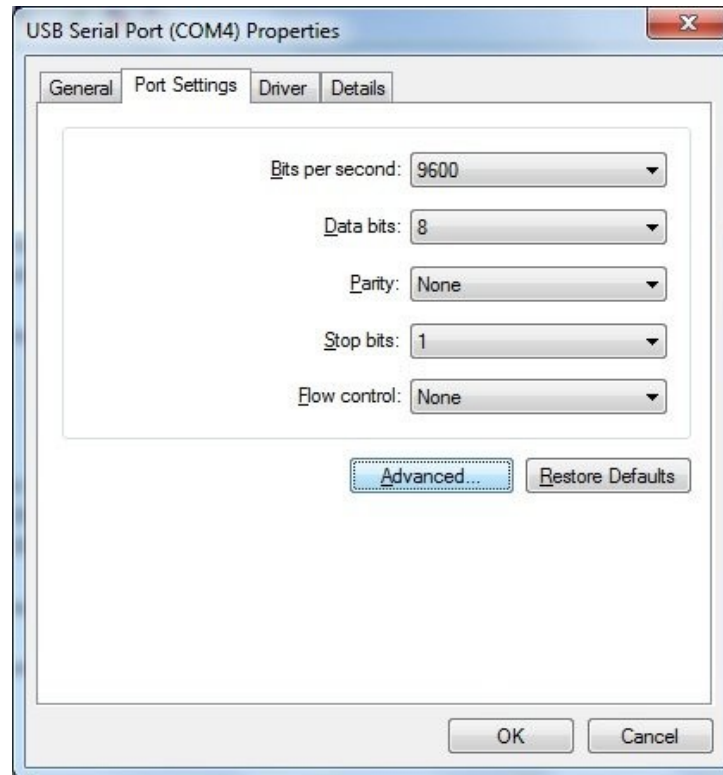 USB Serial Port (COM4) Properties
General Port Settings Driver Details
Bits per second: 9600
Data bits: 8
Parity: None
Stop bits: 1
Flow control: None
Advanced... Restore Defaults
OK Cancel